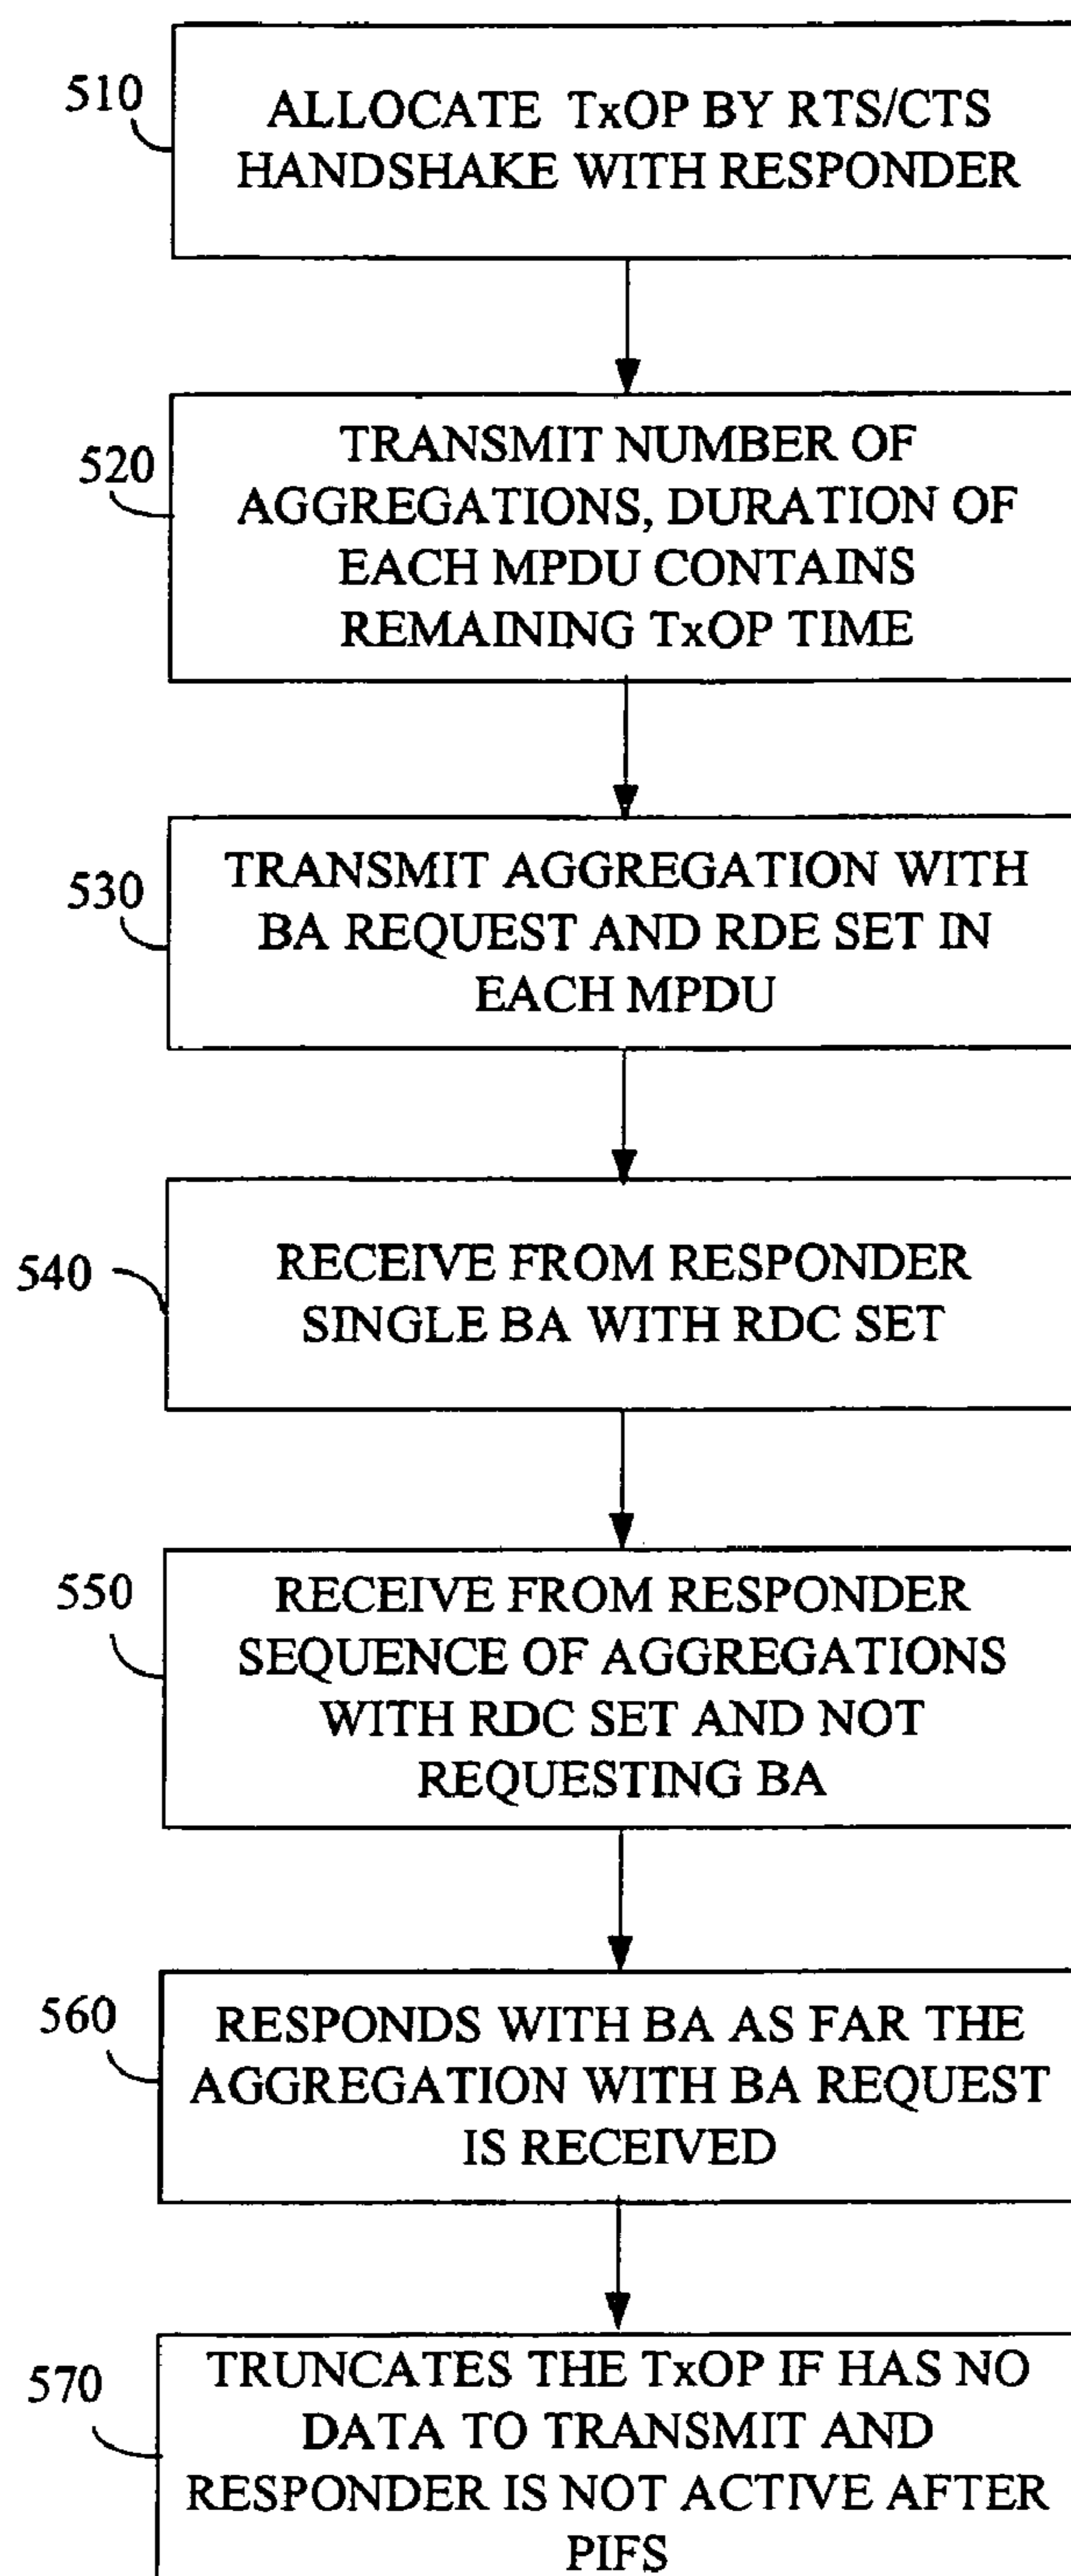 510
ALLOCATE TxOP BY RTS/CTS
HANDSHAKE WITH RESPONDER
520
TRANSMIT NUMBER OF
AGGREGATIONS, DURATION OF
EACH MPDU CONTAINS
REMAINING TxOP TIME
530
TRANSMIT AGGREGATION WITH
BA REQUEST AND RDE SET IN
EACH MPDU
540
RECEIVE FROM RESPONDER
SINGLE BA WITH RDC SET
550
RECEIVE FROM RESPONDER
SEQUENCE OF AGGREGATIONS
WITH RDC SET AND NOT
REQUESTING BA
560
RESPONDS WITH BA AS FAR THE
AGGREGATION WITH BA REQUEST
IS RECEIVED
570
TRUNCATES THE TxOP IF HAS NO
DATA TO TRANSMIT AND
RESPONDER IS NOT ACTIVE AFTER
PIFS